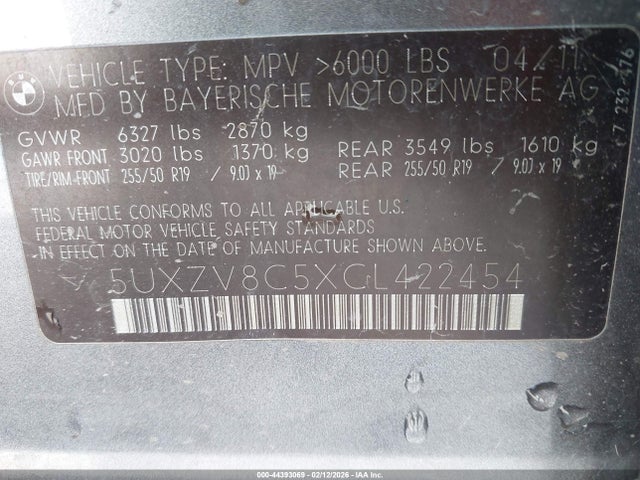 BMW
VEHICLE TYPE: MPV >6000 LBS 04/11
MFD BY BAYERISCHE MOTORENWERKE AG
GVWR 6327 lbs 2870 kg
GAWR FRONT 3020 lbs 1370 kg REAR 3549 lbs 1610 kg
TIRE/RIM-FRONT 255/50 R19 / 9.0J x 19 REAR 255/50 R19 / 9.0J x 19
THIS VEHICLE CONFORMS TO ALL APPLICABLE U.S.
FEDERAL MOTOR VEHICLE SAFETY STANDARDS
IN EFFECT ON THE DATE OF MANUFACTURE SHOWN ABOVE.
5UXZV8C5XCL422454
7 232
000-44393069 - 02/12/2026 - IAA, Inc.